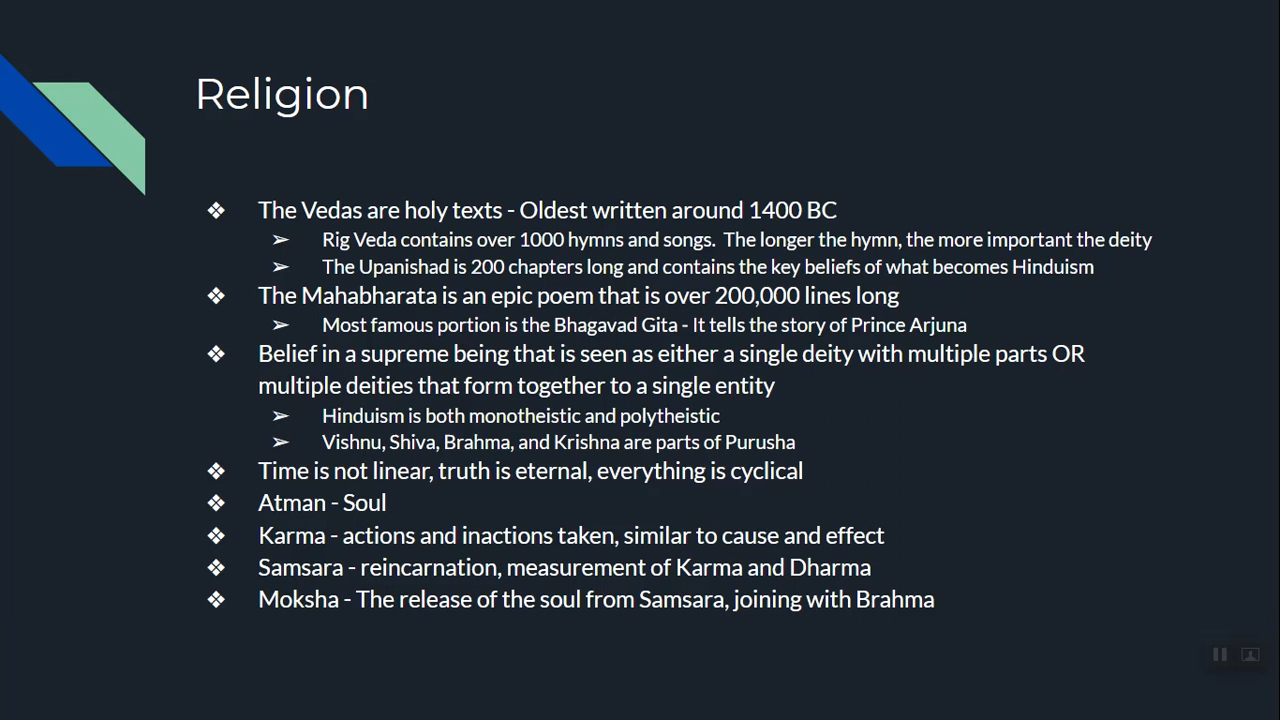 Religion
❖ The Vedas are holy texts - Oldest written around 1400 BC
➢ Rig Veda contains over 1000 hymns and songs.  The longer the hymn, the more important the deity
➢ The Upanishad is 200 chapters long and contains the key beliefs of what becomes Hinduism
❖ The Mahabharata is an epic poem that is over 200,000 lines long
➢ Most famous portion is the Bhagavad Gita - It tells the story of Prince Arjuna
❖ Belief in a supreme being that is seen as either a single deity with multiple parts OR
multiple deities that form together to a single entity
➢ Hinduism is both monotheistic and polytheistic
➢ Vishnu, Shiva, Brahma, and Krishna are parts of Purusha
❖ Time is not linear, truth is eternal, everything is cyclical
❖ Atman - Soul
❖ Karma - actions and inactions taken, similar to cause and effect
❖ Samsara - reincarnation, measurement of Karma and Dharma
❖ Moksha - The release of the soul from Samsara, joining with Brahma